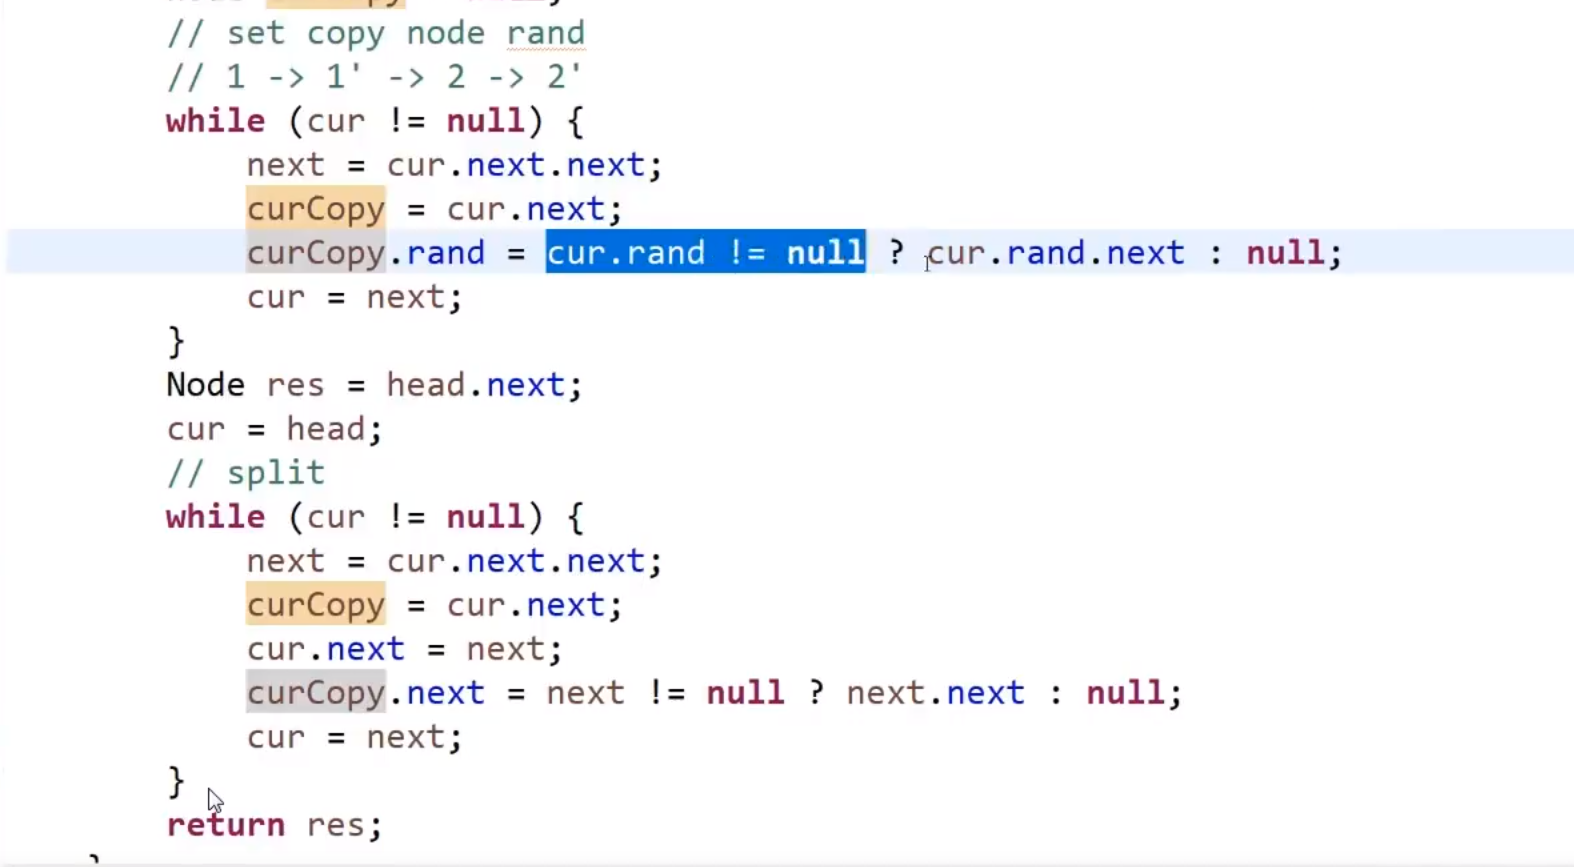 // set copy node rand
// 1 -> 1' -> 2 -> 2'
while (cur != null) {
next = cur.next.next;
curCopy = cur.next;
curCopy.rand = cur.rand != null ? cur.rand.next : null;
cur = next;
}
Node res = head.next;
cur = head;
// split
while (cur != null) {
next = cur.next.next;
curCopy = cur.next;
cur.next = next;
curCopy.next = next != null ? next.next : null;
cur = next;
}
return res;